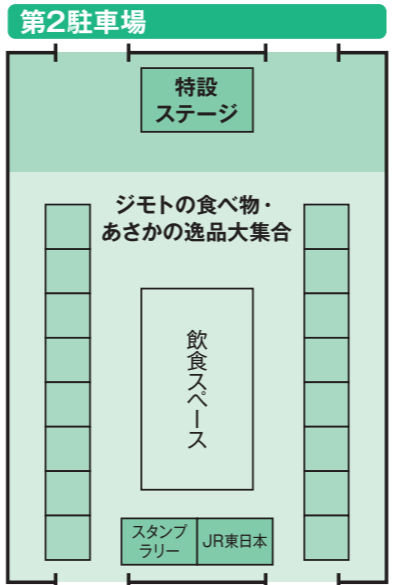 第2駐車場
特設
ステージ
ジモトの食べ物・
あさかの逸品大集合
飲食スペース
スタンプ
ラリー
JR東日本